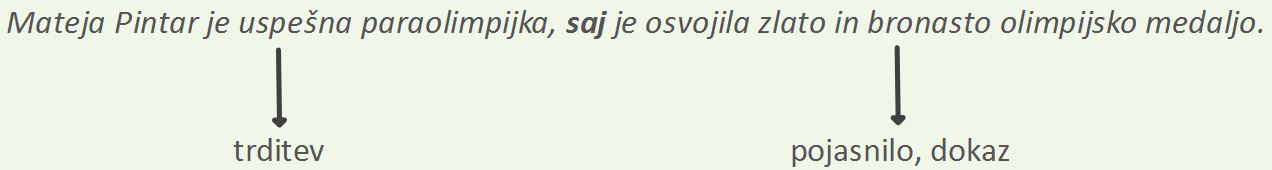 Mateja Pintar je uspešna paraolimpijka, saj je osvojila zlato in bronasto olimpijsko medaljo.
trditev pojasnilo, dokaz